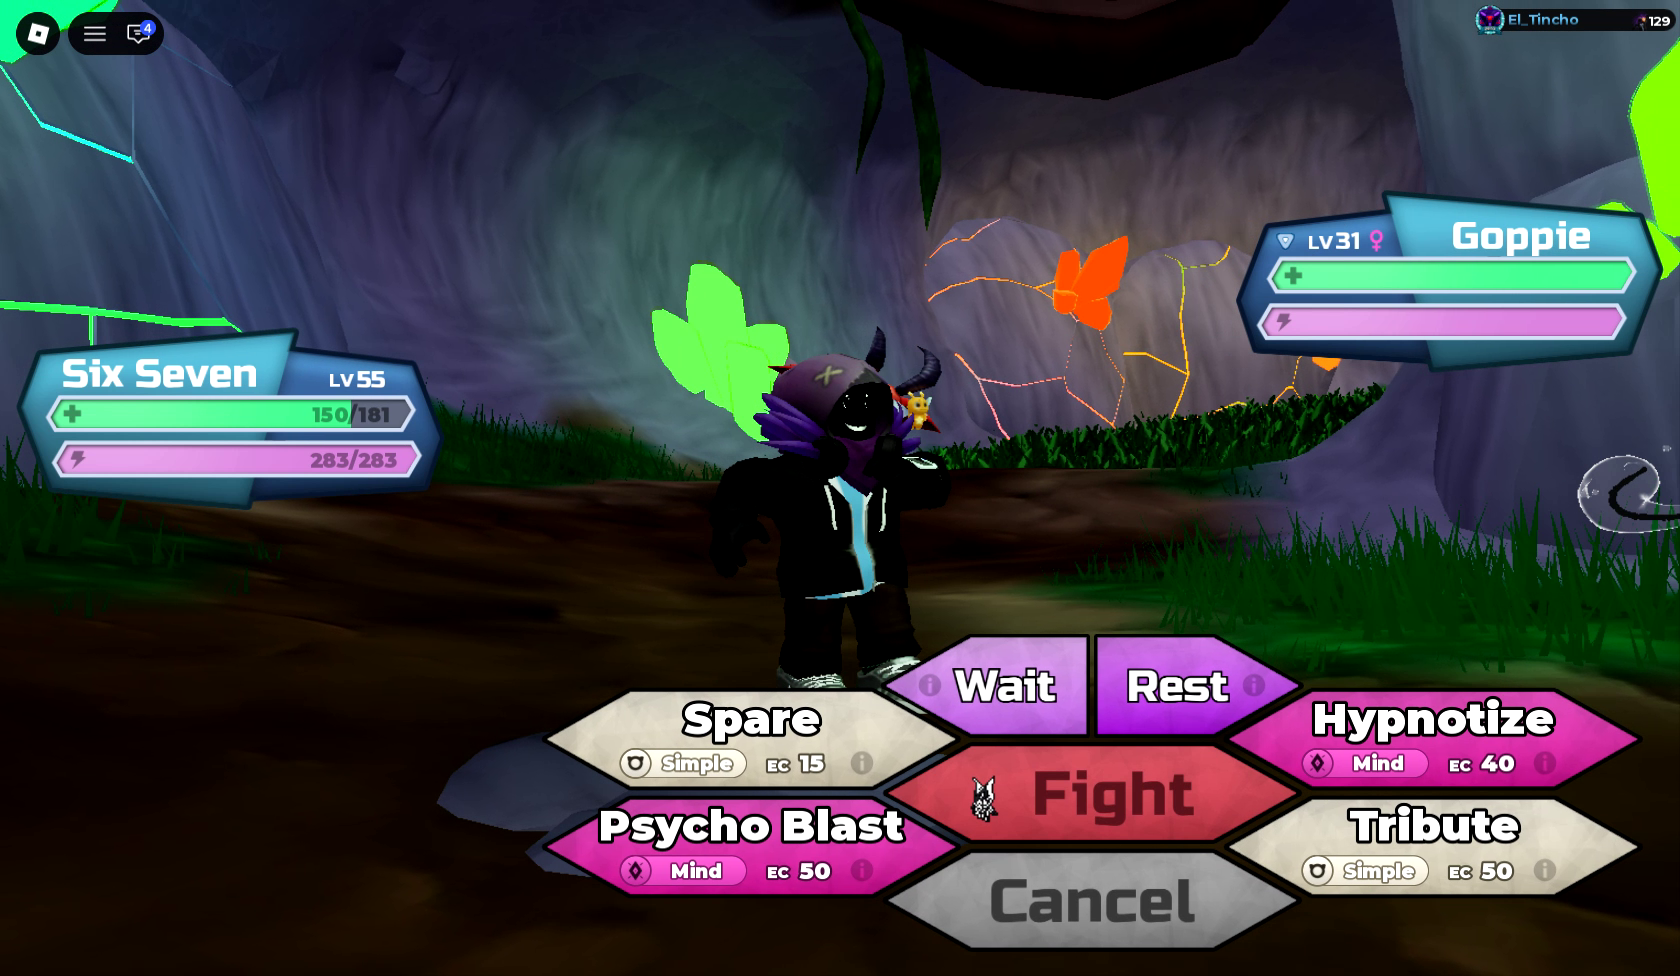 4
El_Tincho
129
LV31
Goppie
Six Seven
LV55
150/181
283/283
Wait
Rest
Spare
Simple EC 15
Hypnotize
Mind EC 40
Fight
Psycho Blast
Mind EC 50
Tribute
Simple EC 50
Cancel